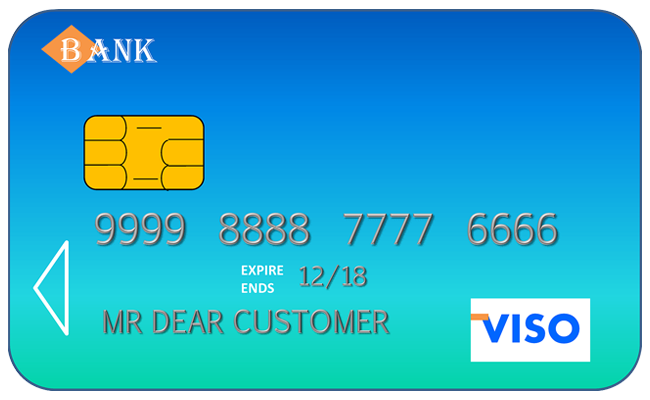 BANK
9999 8888 7777 6666
EXPIRE ENDS 12/18
MR DEAR CUSTOMER
VISO